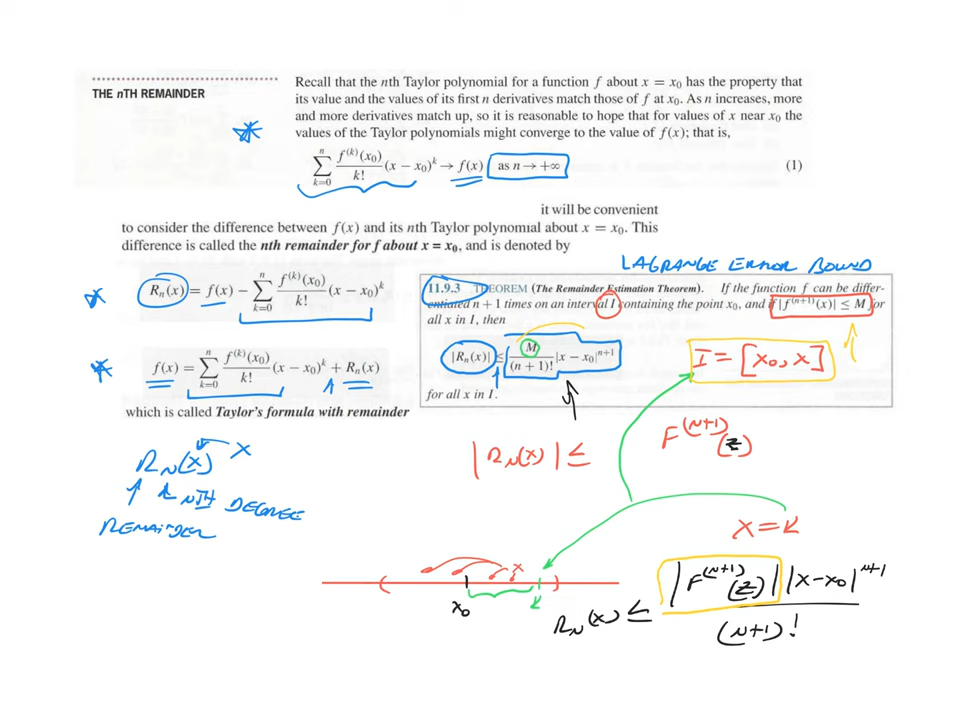 THE nTH REMAINDER
Recall that the nth Taylor polynomial for a function f about x = x₀ has the property that
its value and the values of its first n derivatives match those of f at x₀. As n increases, more
and more derivatives match up, so it is reasonable to hope that for values of x near x₀ the
values of the Taylor polynomials might converge to the value of f(x); that is,
∑_{k=0}^{n} f⁽ᵏ⁾(x₀)/k! (x − x₀)ᵏ → f(x) as n → +∞ (1)
it will be convenient
to consider the difference between f(x) and its nth Taylor polynomial about x = x₀. This
difference is called the nth remainder for f about x = x₀, and is denoted by
Rₙ(x) = f(x) − ∑_{k=0}^{n} f⁽ᵏ⁾(x₀)/k! (x − x₀)ᵏ
f(x) = ∑_{k=0}^{n} f⁽ᵏ⁾(x₀)/k! (x − x₀)ᵏ + Rₙ(x)
which is called Taylor's formula with remainder
LAGRANGE ERROR BOUND
11.9.3 THEOREM (The Remainder Estimation Theorem). If the function f can be differ-
entiated n + 1 times on an interval I containing the point x₀, and if |f⁽ⁿ⁺¹⁾(x)| ≤ M for
all x in I, then
|Rₙ(x)| ≤ M/(n + 1)! |x − x₀|ⁿ⁺¹
for all x in I.
I = [x₀, x]
R_N(x) x
NTH DEGREE
REMAINDER
|R_N(x)| ≤
F^(N+1)(z)
X = K
x
x₀
K
R_N(x) ≤ |F^(N+1)(z)| |x-x₀|^{N+1}
(N+1)!